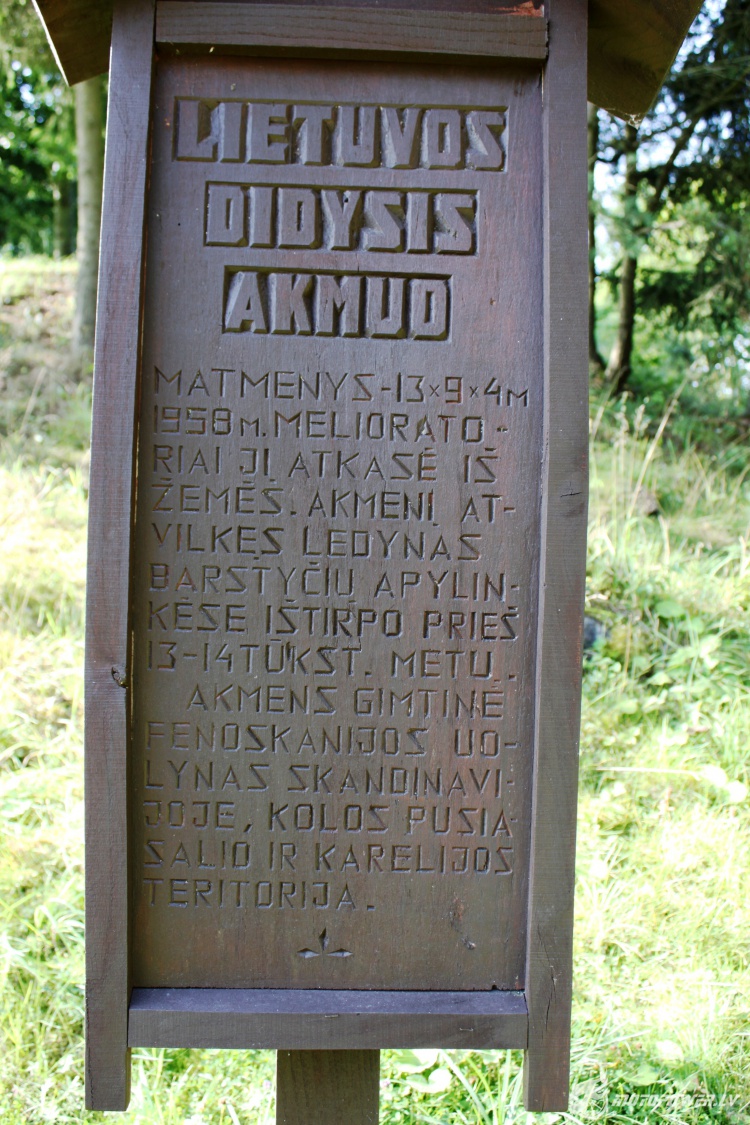 LIETUVOS
DIDYSIS
AKMUO
MATMENYS-13×9×4M
1958M. MELIORATO-
RIAI JĮ ATKASĖ IŠ
ŽEMĖS. AKMENĮ AT-
VILKĘS LEDYNAS
BARSTYČIŲ APYLIN-
KĖSE IŠTIRPO PRIEŠ
13-14 TŪKST. METŲ.
AKMENS GIMTINĖ
FENOSKANIJOS UO-
LYNAS SKANDINAVI-
JOJE, KOLOS PUSIA
SALIO IR KARELIJOS
TERITORIJA.
MOTOPOWER.LV